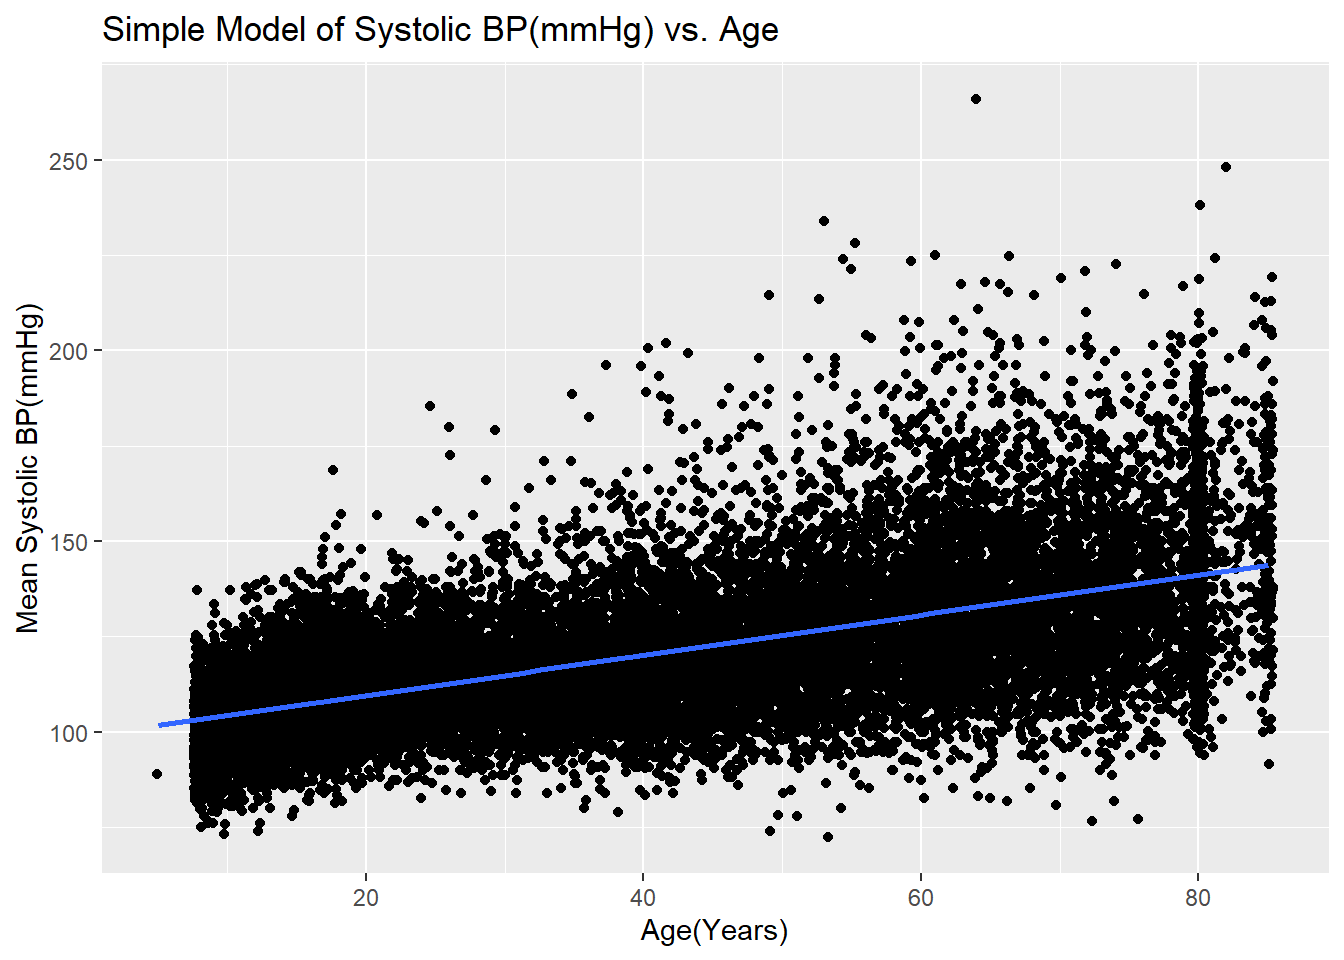 Simple Model of Systolic BP(mmHg) vs. Age
250
200
150
100
Mean Systolic BP(mmHg)
20 40 60 80
Age(Years)